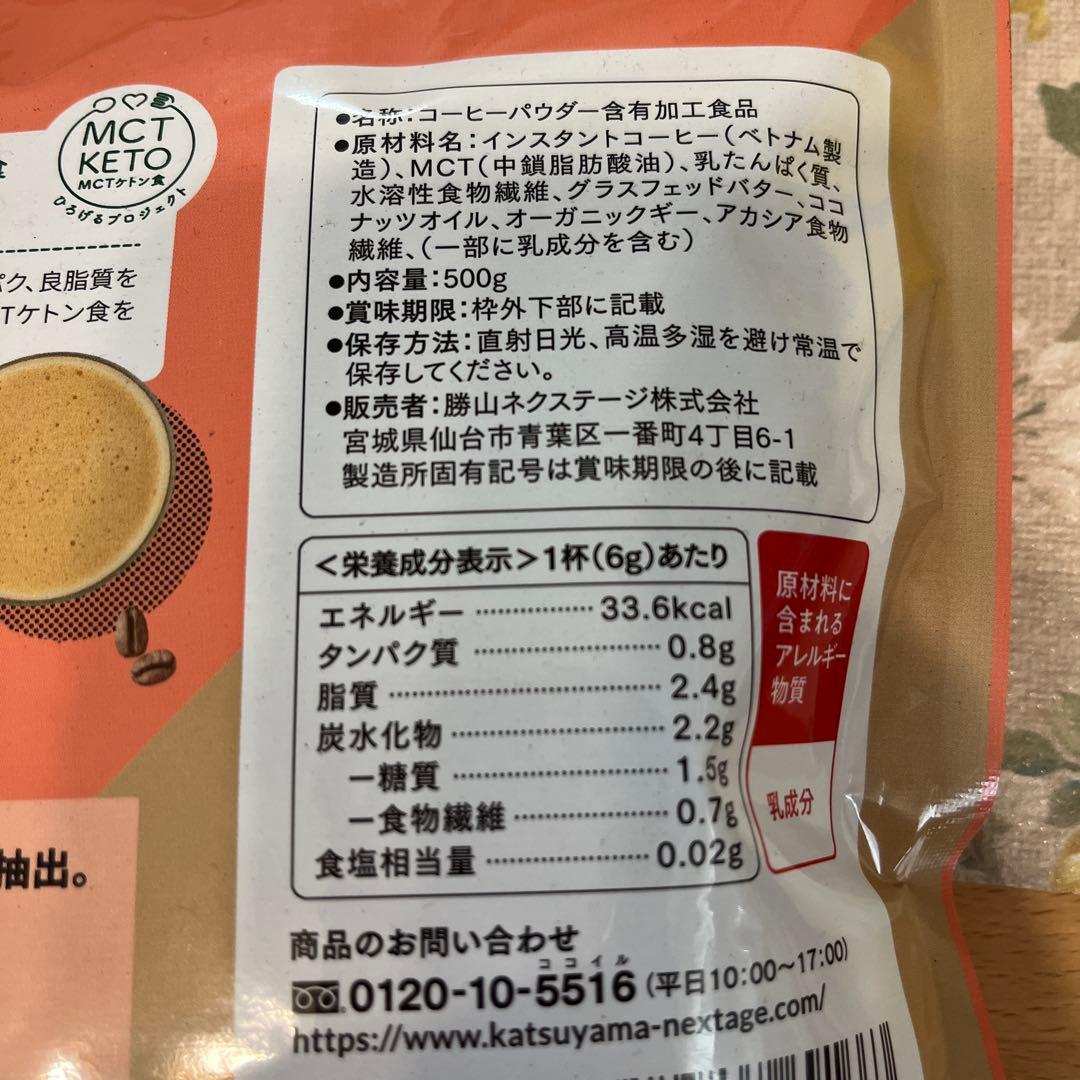 MCT
KETO
MCTケトン食
ひろげるプロジェクト
食
パク、良脂質を
Tケトン食を
抽出。
●名称:コーヒーパウダー含有加工食品
●原材料名:インスタントコーヒー(ベトナム製
造)、MCT(中鎖脂肪酸油)、乳たんぱく質、
水溶性食物繊維、グラスフェッドバター、ココ
ナッツオイル、オーガニックギー、アカシア食物
繊維、(一部に乳成分を含む)
●内容量:500g
●賞味期限:枠外下部に記載
●保存方法:直射日光、高温多湿を避け常温で
保存してください。
●販売者:勝山ネクステージ株式会社
宮城県仙台市青葉区一番町4丁目6-1
製造所固有記号は賞味期限の後に記載
<栄養成分表示>1杯(6g)あたり
エネルギー 33.6kcal
タンパク質 0.8g
脂質 2.4g
炭水化物 2.2g
ー糖質 1.5g
ー食物繊維 0.7g
食塩相当量 0.02g
原材料に
含まれる
アレルギー
物質
乳成分
商品のお問い合わせ
ココイル
0120-10-5516(平日10:00~17:00)
https://www.katsuyama-nextage.com/